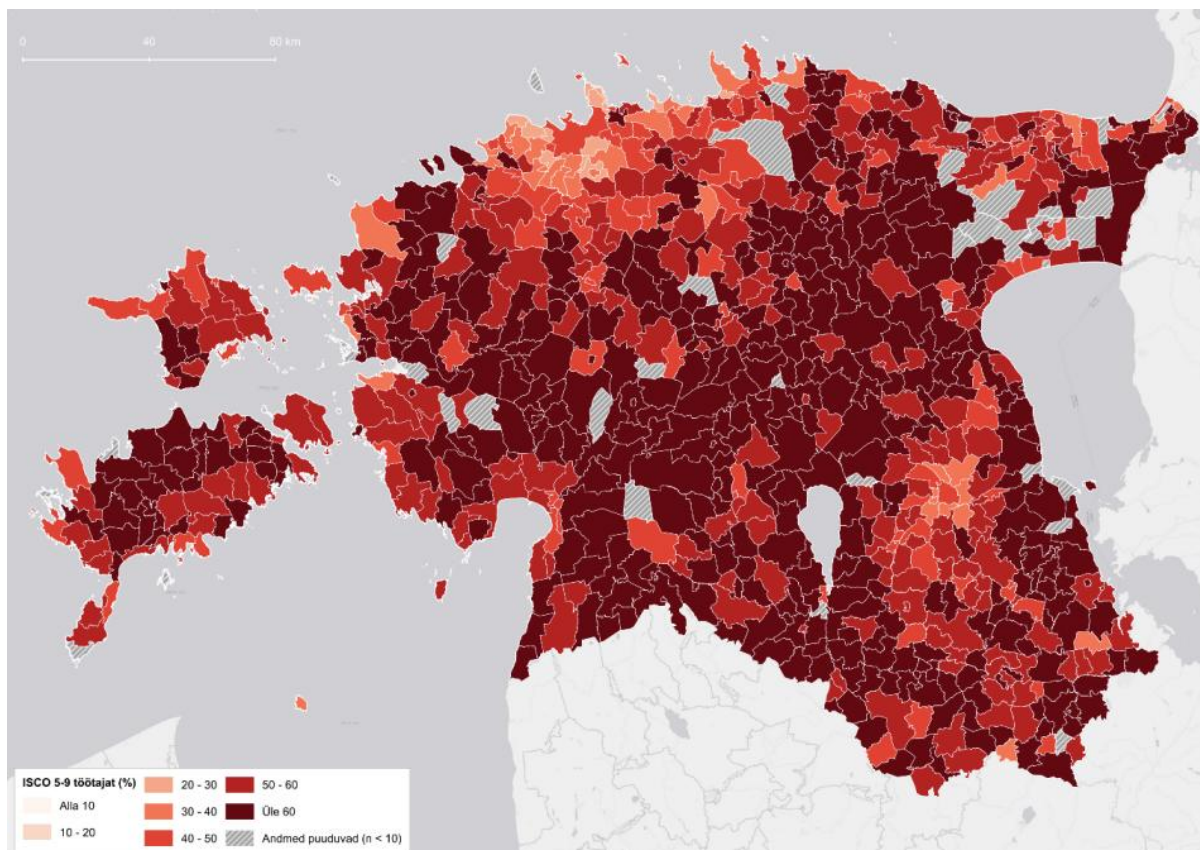 0 40 80 km
ISCO 5-9 töötajat (%)
Alla 10
10 - 20
20 - 30
30 - 40
40 - 50
50 - 60
Üle 60
Andmed puuduvad (n < 10)